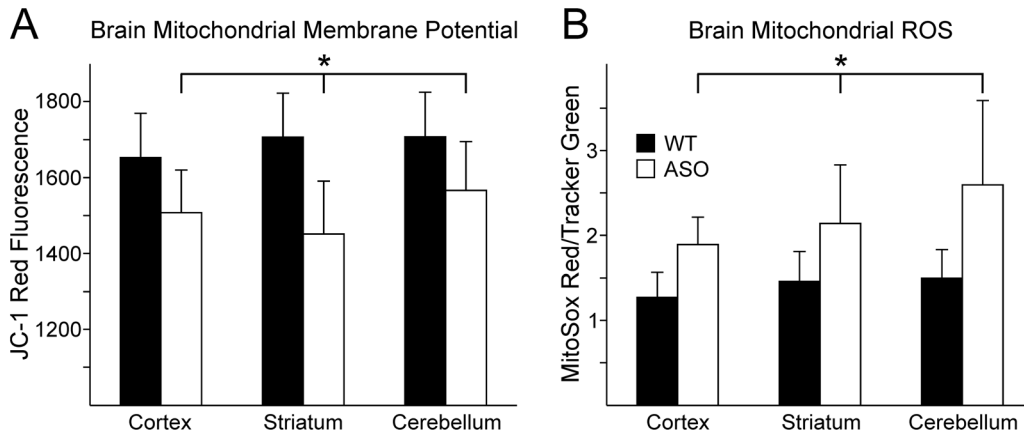 A
Brain Mitochondrial Membrane Potential
*
JC-1 Red Fluorescence
1800
1600
1400
1200
Cortex
Striatum
Cerebellum
B
Brain Mitochondrial ROS
*
MitoSox Red/Tracker Green
3
2
1
WT
ASO
Cortex
Striatum
Cerebellum